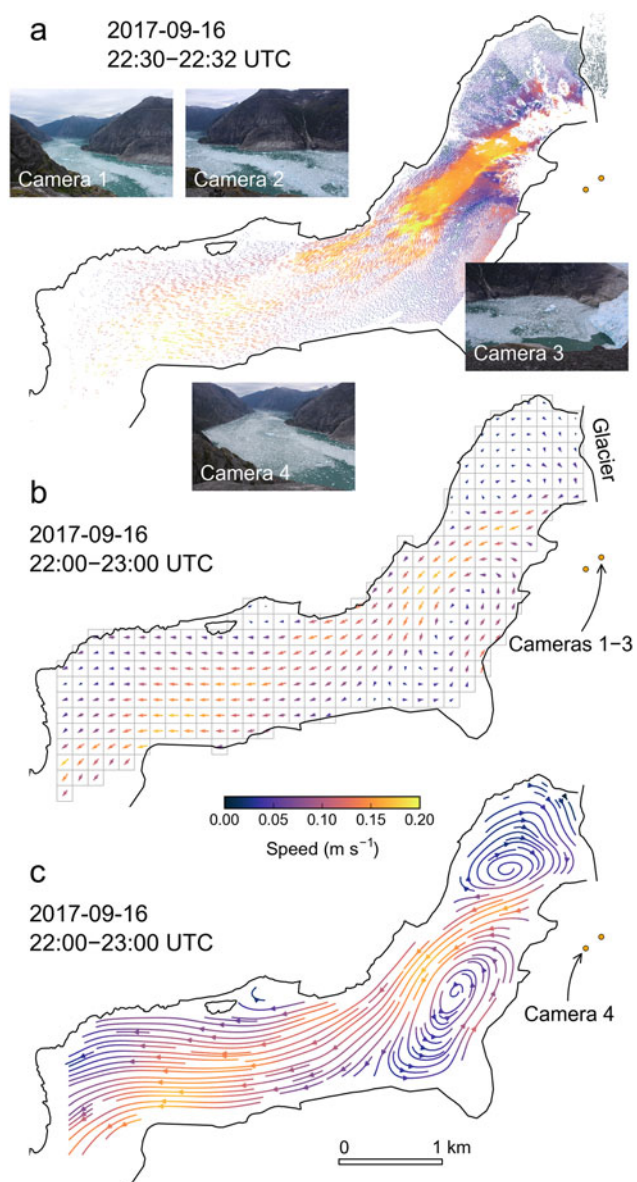 a
2017-09-16
22:30−22:32 UTC
Camera 1
Camera 2
Camera 3
Camera 4
b
Glacier
2017-09-16
22:00−23:00 UTC
Cameras 1−3
0.00 0.05 0.10 0.15 0.20
Speed (m s⁻¹)
c
2017-09-16
22:00−23:00 UTC
Camera 4
0 1 km